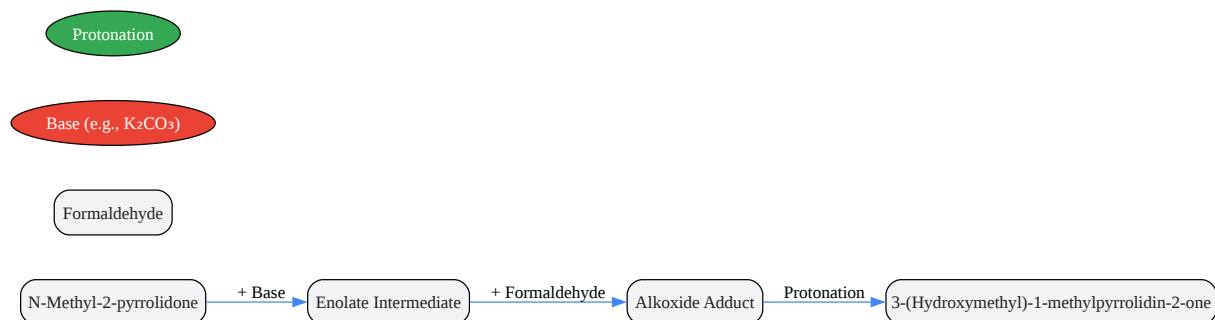 Protonation
Base (e.g., K₂CO₃)
Formaldehyde
N-Methyl-2-pyrrolidone
+ Base
Enolate Intermediate
+ Formaldehyde
Alkoxide Adduct
Protonation
3-(Hydroxymethyl)-1-methylpyrrolidin-2-one